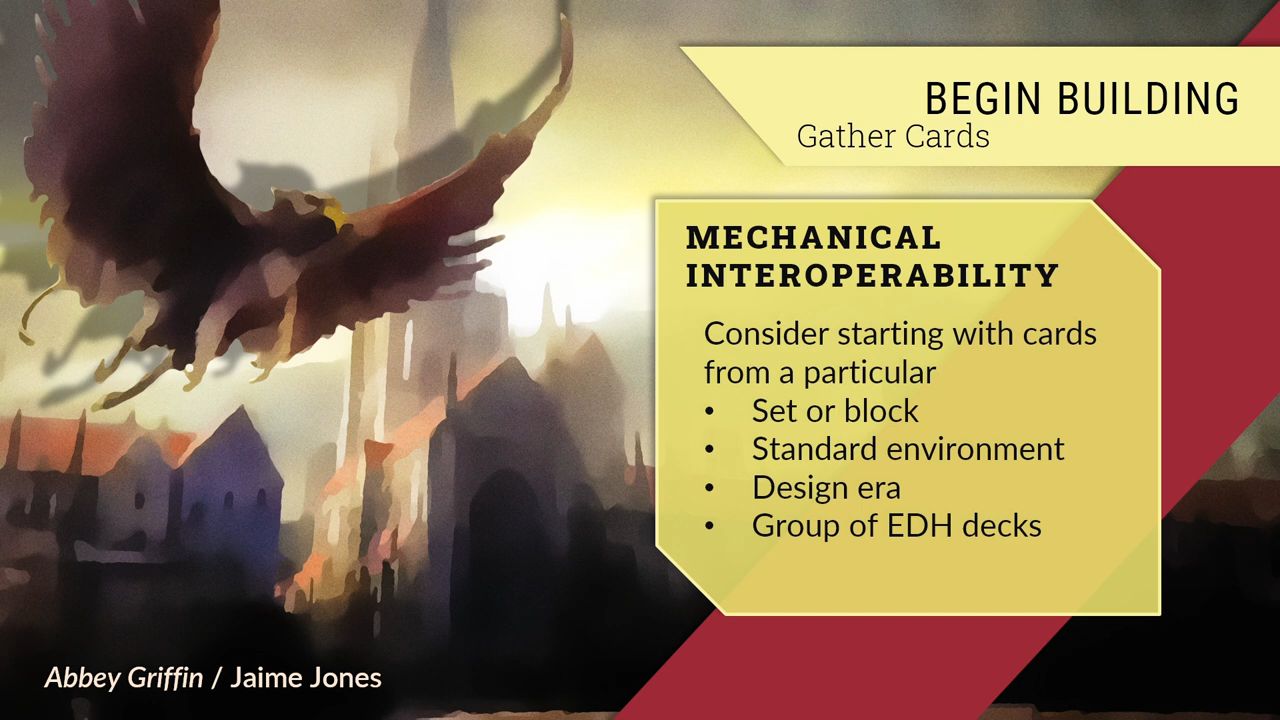 BEGIN BUILDING
Gather Cards
MECHANICAL
INTEROPERABILITY
Consider starting with cards
from a particular
• Set or block
• Standard environment
• Design era
• Group of EDH decks
Abbey Griffin / Jaime Jones